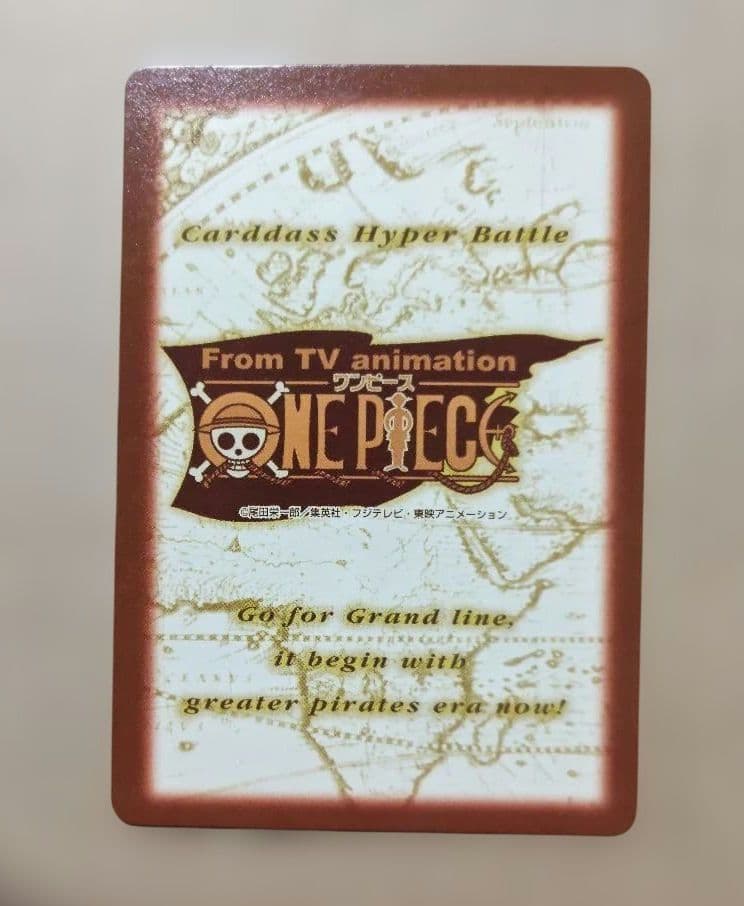 Carddass Hyper Battle
From TV animation
ワンピース
ONE PIECE
©尾田栄一郎／集英社・フジテレビ・東映アニメーション
Go for Grand line,
it begin with
greater pirates era now!